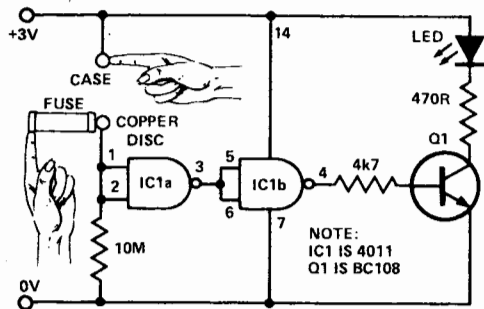 +3V
14
LED
CASE
FUSE
COPPER
DISC
470R
Q1
1
2
IC1a
3
5
6
IC1b
4
4k7
7
10M
NOTE:
IC1 IS 4011
Q1 IS BC108
0V